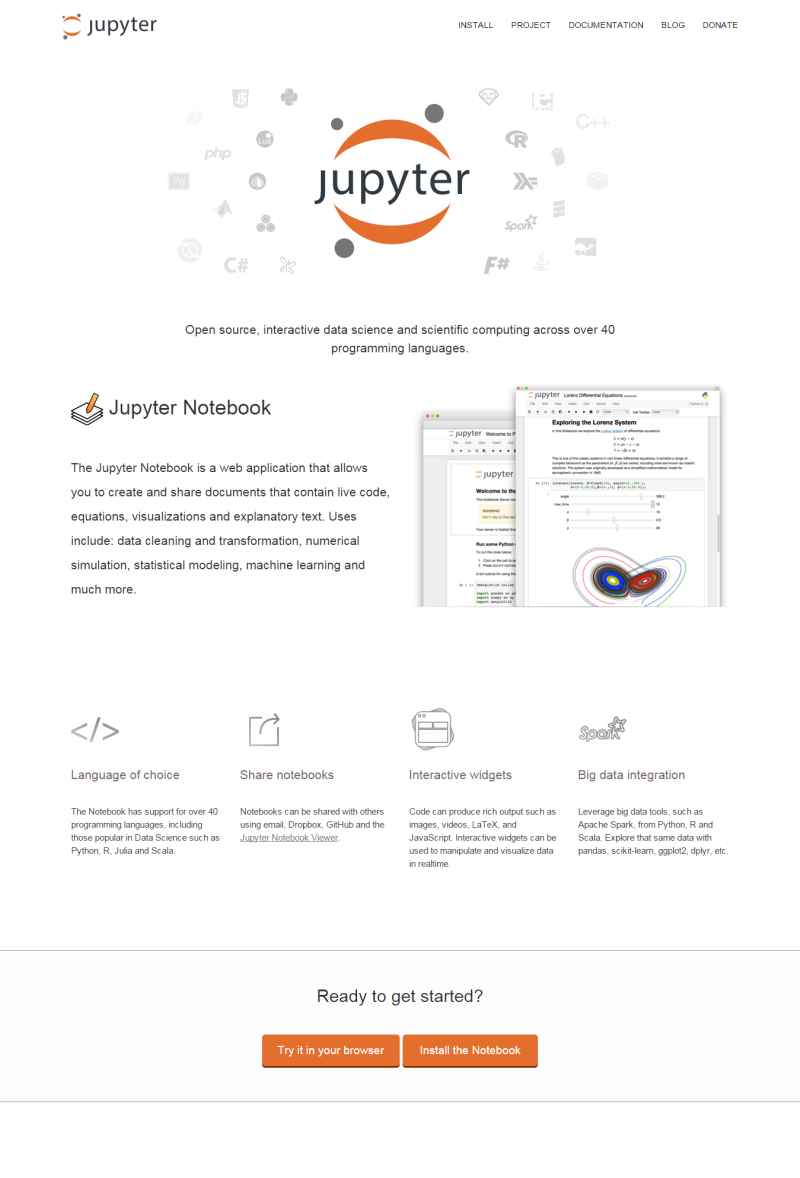 jupyter
INSTALL PROJECT DOCUMENTATION BLOG DONATE
JS
C++
php
R
jupyter
Spark
C# F#
Open source, interactive data science and scientific computing across over 40
programming languages.
Jupyter Notebook
The Jupyter Notebook is a web application that allows
you to create and share documents that contain live code,
equations, visualizations and explanatory text. Uses
include: data cleaning and transformation, numerical
simulation, statistical modeling, machine learning and
much more.
jupyter Welcome to P
jupyter
Welcome to the
Run some Python
jupyter Lorenz Differential Equations
Exploring the Lorenz System
</>
Spark
Language of choice
The Notebook has support for over 40
programming languages, including
those popular in Data Science such as
Python, R, Julia and Scala.
Share notebooks
Notebooks can be shared with others
using email, Dropbox, GitHub and the
Jupyter Notebook Viewer.
Interactive widgets
Code can produce rich output such as
images, videos, LaTeX, and
JavaScript. Interactive widgets can be
used to manipulate and visualize data
in realtime.
Big data integration
Leverage big data tools, such as
Apache Spark, from Python, R and
Scala. Explore that same data with
pandas, scikit-learn, ggplot2, dplyr, etc.
Ready to get started?
Try it in your browser Install the Notebook